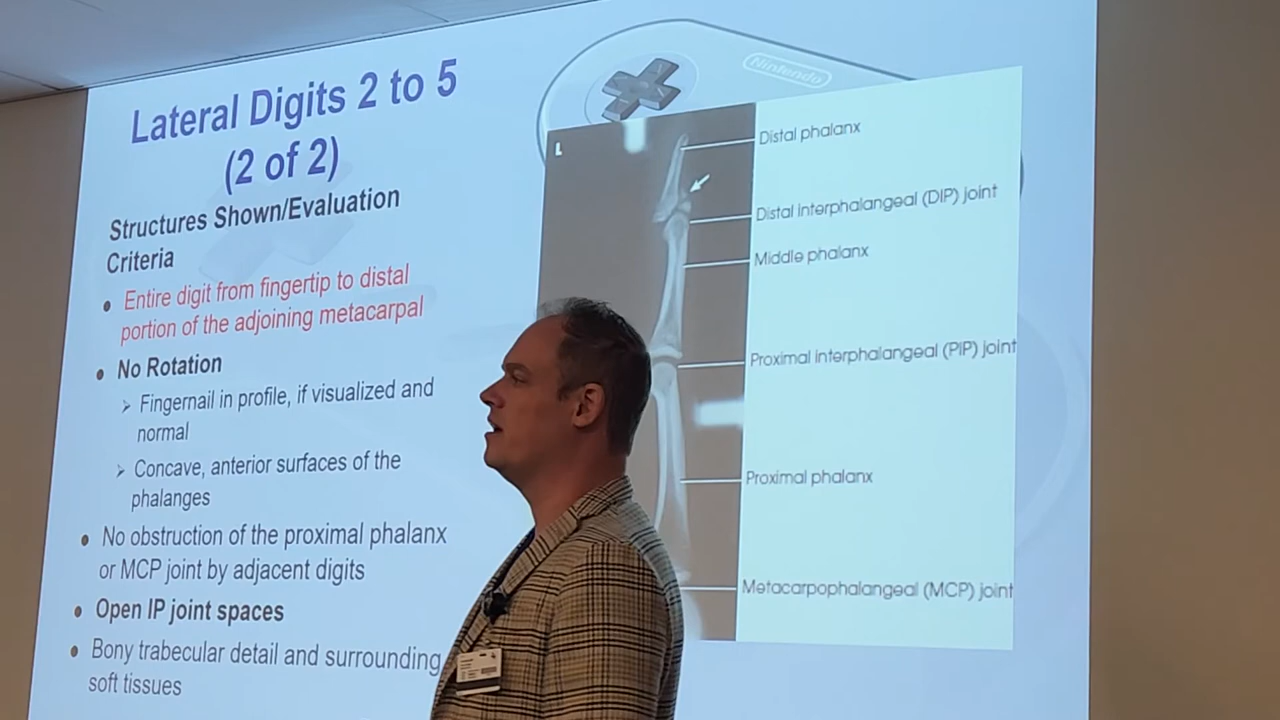 Lateral Digits 2 to 5
(2 of 2)
Structures Shown/Evaluation
Criteria
Entire digit from fingertip to distal
portion of the adjoining metacarpal
No Rotation
Fingernail in profile, if visualized and
normal
Concave, anterior surfaces of the
phalanges
No obstruction of the proximal phalanx
or MCP joint by adjacent digits
Open IP joint spaces
Bony trabecular detail and surrounding
soft tissues
Nintendo
L
Distal phalanx
Distal interphalangeal (DIP) joint
Middle phalanx
Proximal interphalangeal (PIP) joint
Proximal phalanx
Metacarpophalangeal (MCP) joint